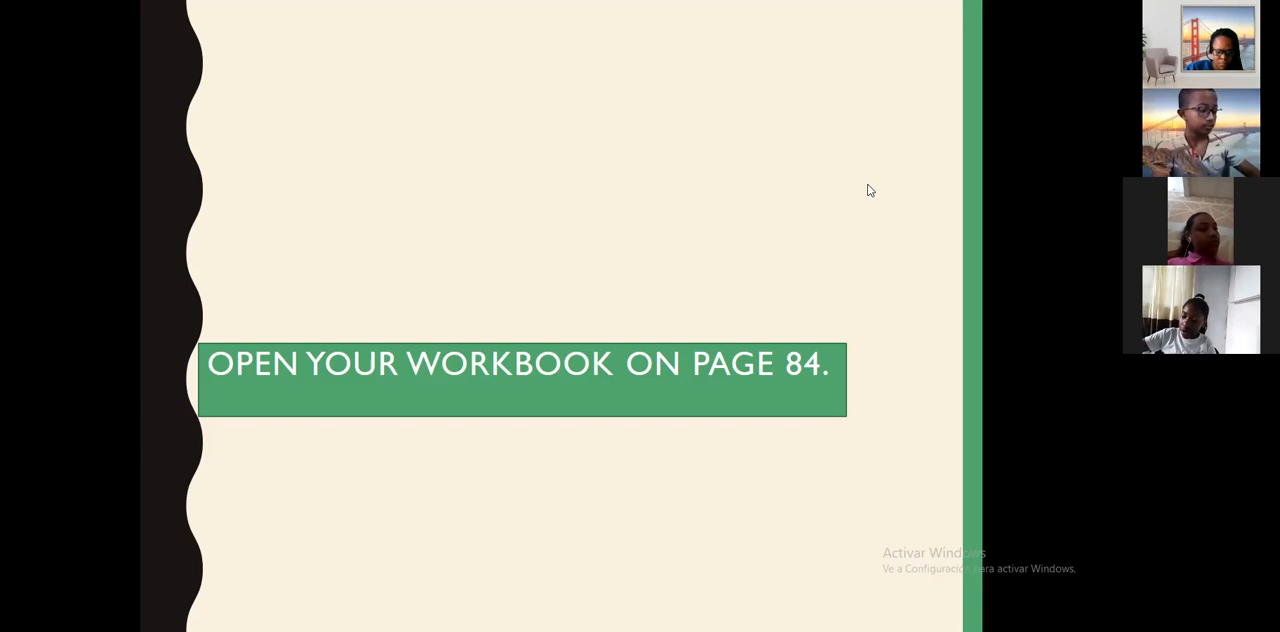 OPEN YOUR WORKBOOK ON PAGE 84.
Activar Windows
Ve a Configuración para activar Windows.